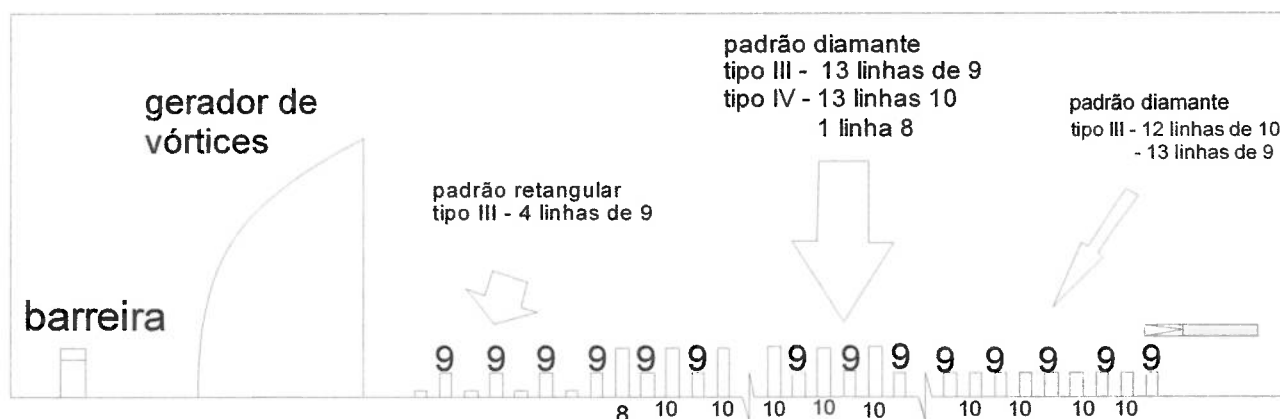 padrão diamante
tipo III - 13 linhas de 9
tipo IV - 13 linhas 10
1 linha 8
padrão diamante
tipo III - 12 linhas de 10
- 13 linhas de 9
gerador de
vórtices
padrão retangular
tipo III - 4 linhas de 9
barreira
9 9 9 9 9 9 9 9 9 9 9 9 9 9
8 10 10 10 10 10 10 10 10 10